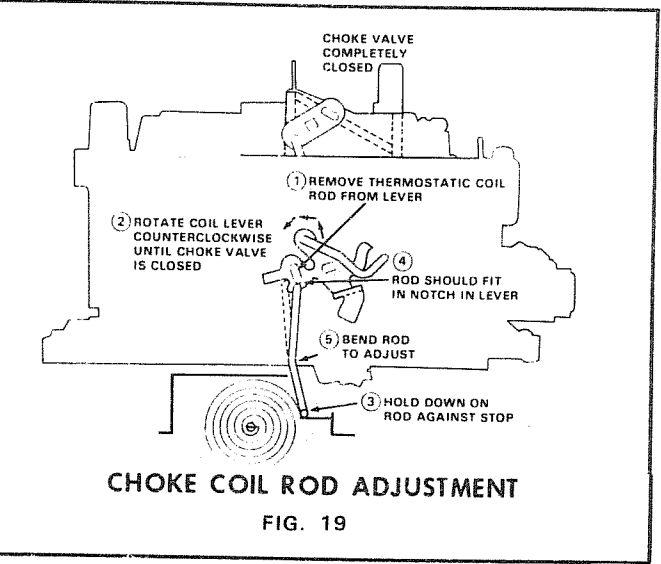 CHOKE VALVE
COMPLETELY
CLOSED
1 REMOVE THERMOSTATIC COIL
ROD FROM LEVER
2 ROTATE COIL LEVER
COUNTERCLOCKWISE
UNTIL CHOKE VALVE
IS CLOSED
4
ROD SHOULD FIT
IN NOTCH IN LEVER
5 BEND ROD
TO ADJUST
3 HOLD DOWN ON
ROD AGAINST STOP
CHOKE COIL ROD ADJUSTMENT
FIG. 19